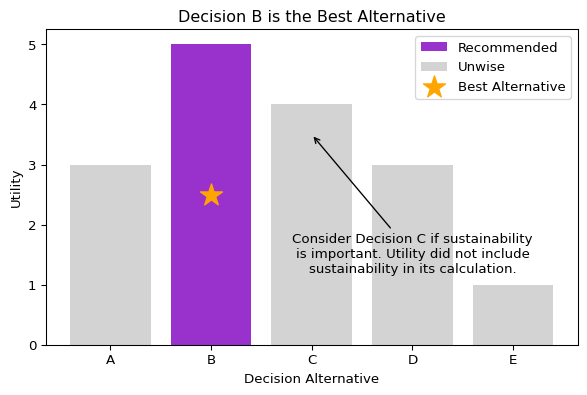 Decision B is the Best Alternative
Recommended
Unwise
Best Alternative
5
4
3
2
1
0
Utility
Consider Decision C if sustainability
is important. Utility did not include
sustainability in its calculation.
A
B
C
D
E
Decision Alternative